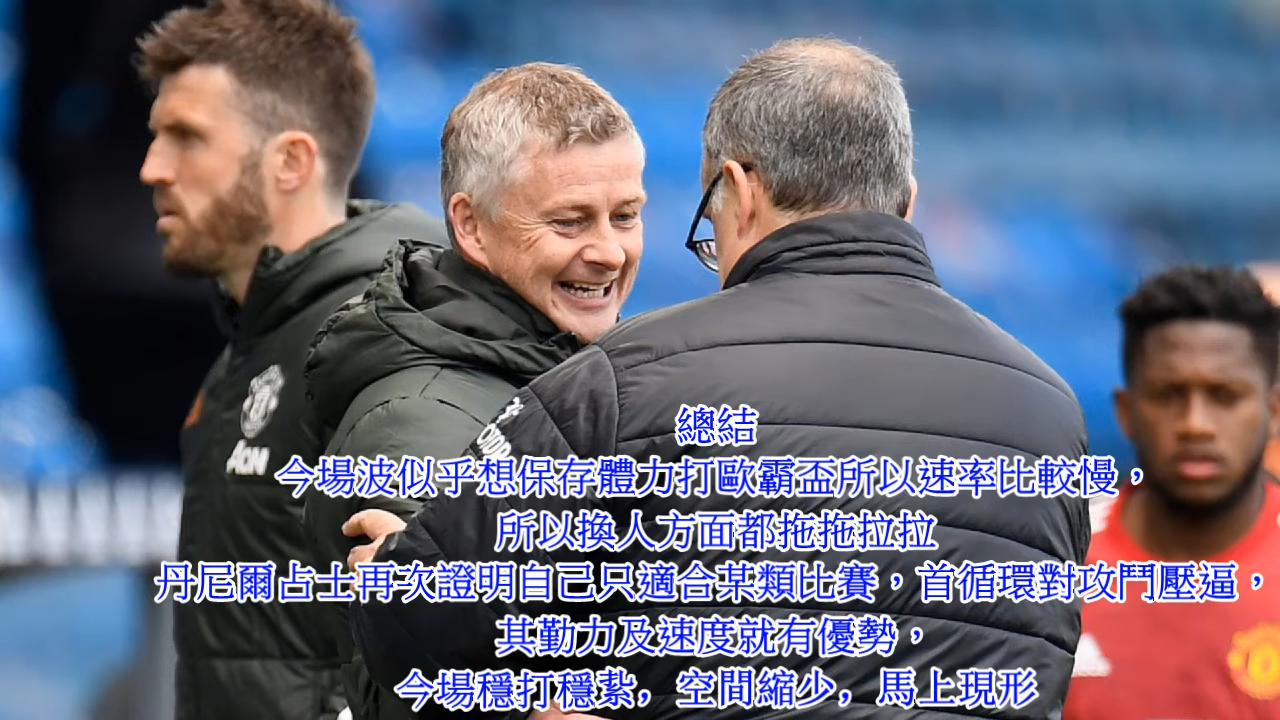 AON
總結
今場波似乎想保存體力打歐霸盃所以速率比較慢，
所以換人方面都拖拖拉拉
丹尼爾占士再次證明自己只適合某類比賽，首循環對攻鬥壓逼，
其勤力及速度就有優勢，
今場穩打穩紮，空間縮少，馬上現形